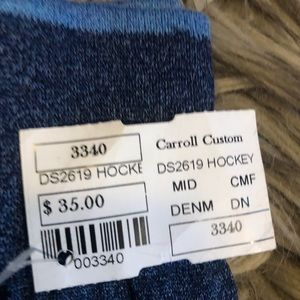 3340
DS2619 HOCKE
$ 35.00
003340
Carroll Custom
DS2619 HOCKEY
MID CMF
DENM DN
3340